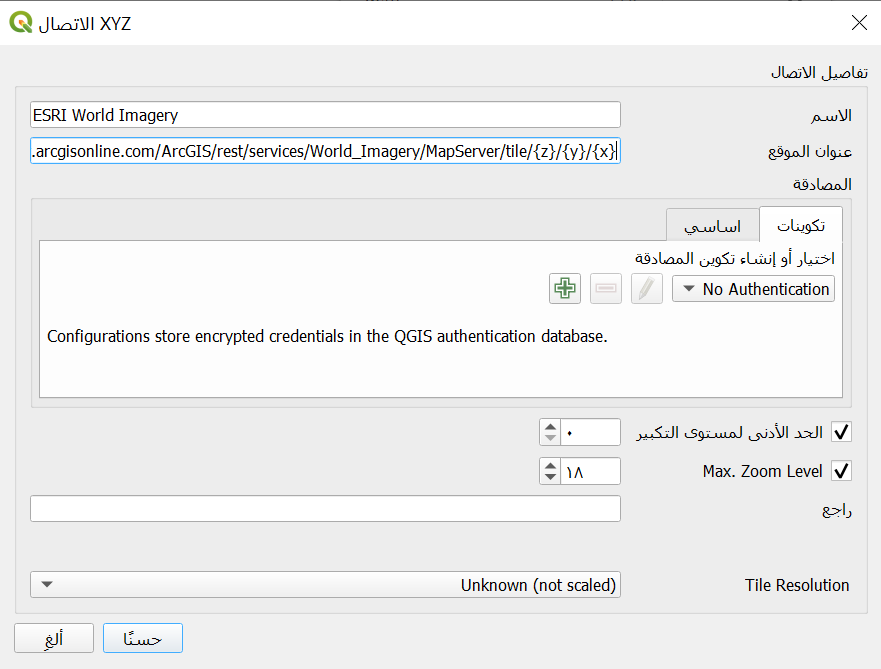 XYZ الاتصال
تفاصيل الاتصال
الاسم
ESRI World Imagery
عنوان الموقع
.arcgisonline.com/ArcGIS/rest/services/World_Imagery/MapServer/tile/{z}/{y}/{x}
المصادقة
تكوينات
اساسي
اختيار أو إنشاء تكوين المصادقة
No Authentication
Configurations store encrypted credentials in the QGIS authentication database.
الحد الأدنى لمستوى التكبير
٠
Max. Zoom Level
١٨
راجع
Tile Resolution
Unknown (not scaled)
حسنًا
ألغِ